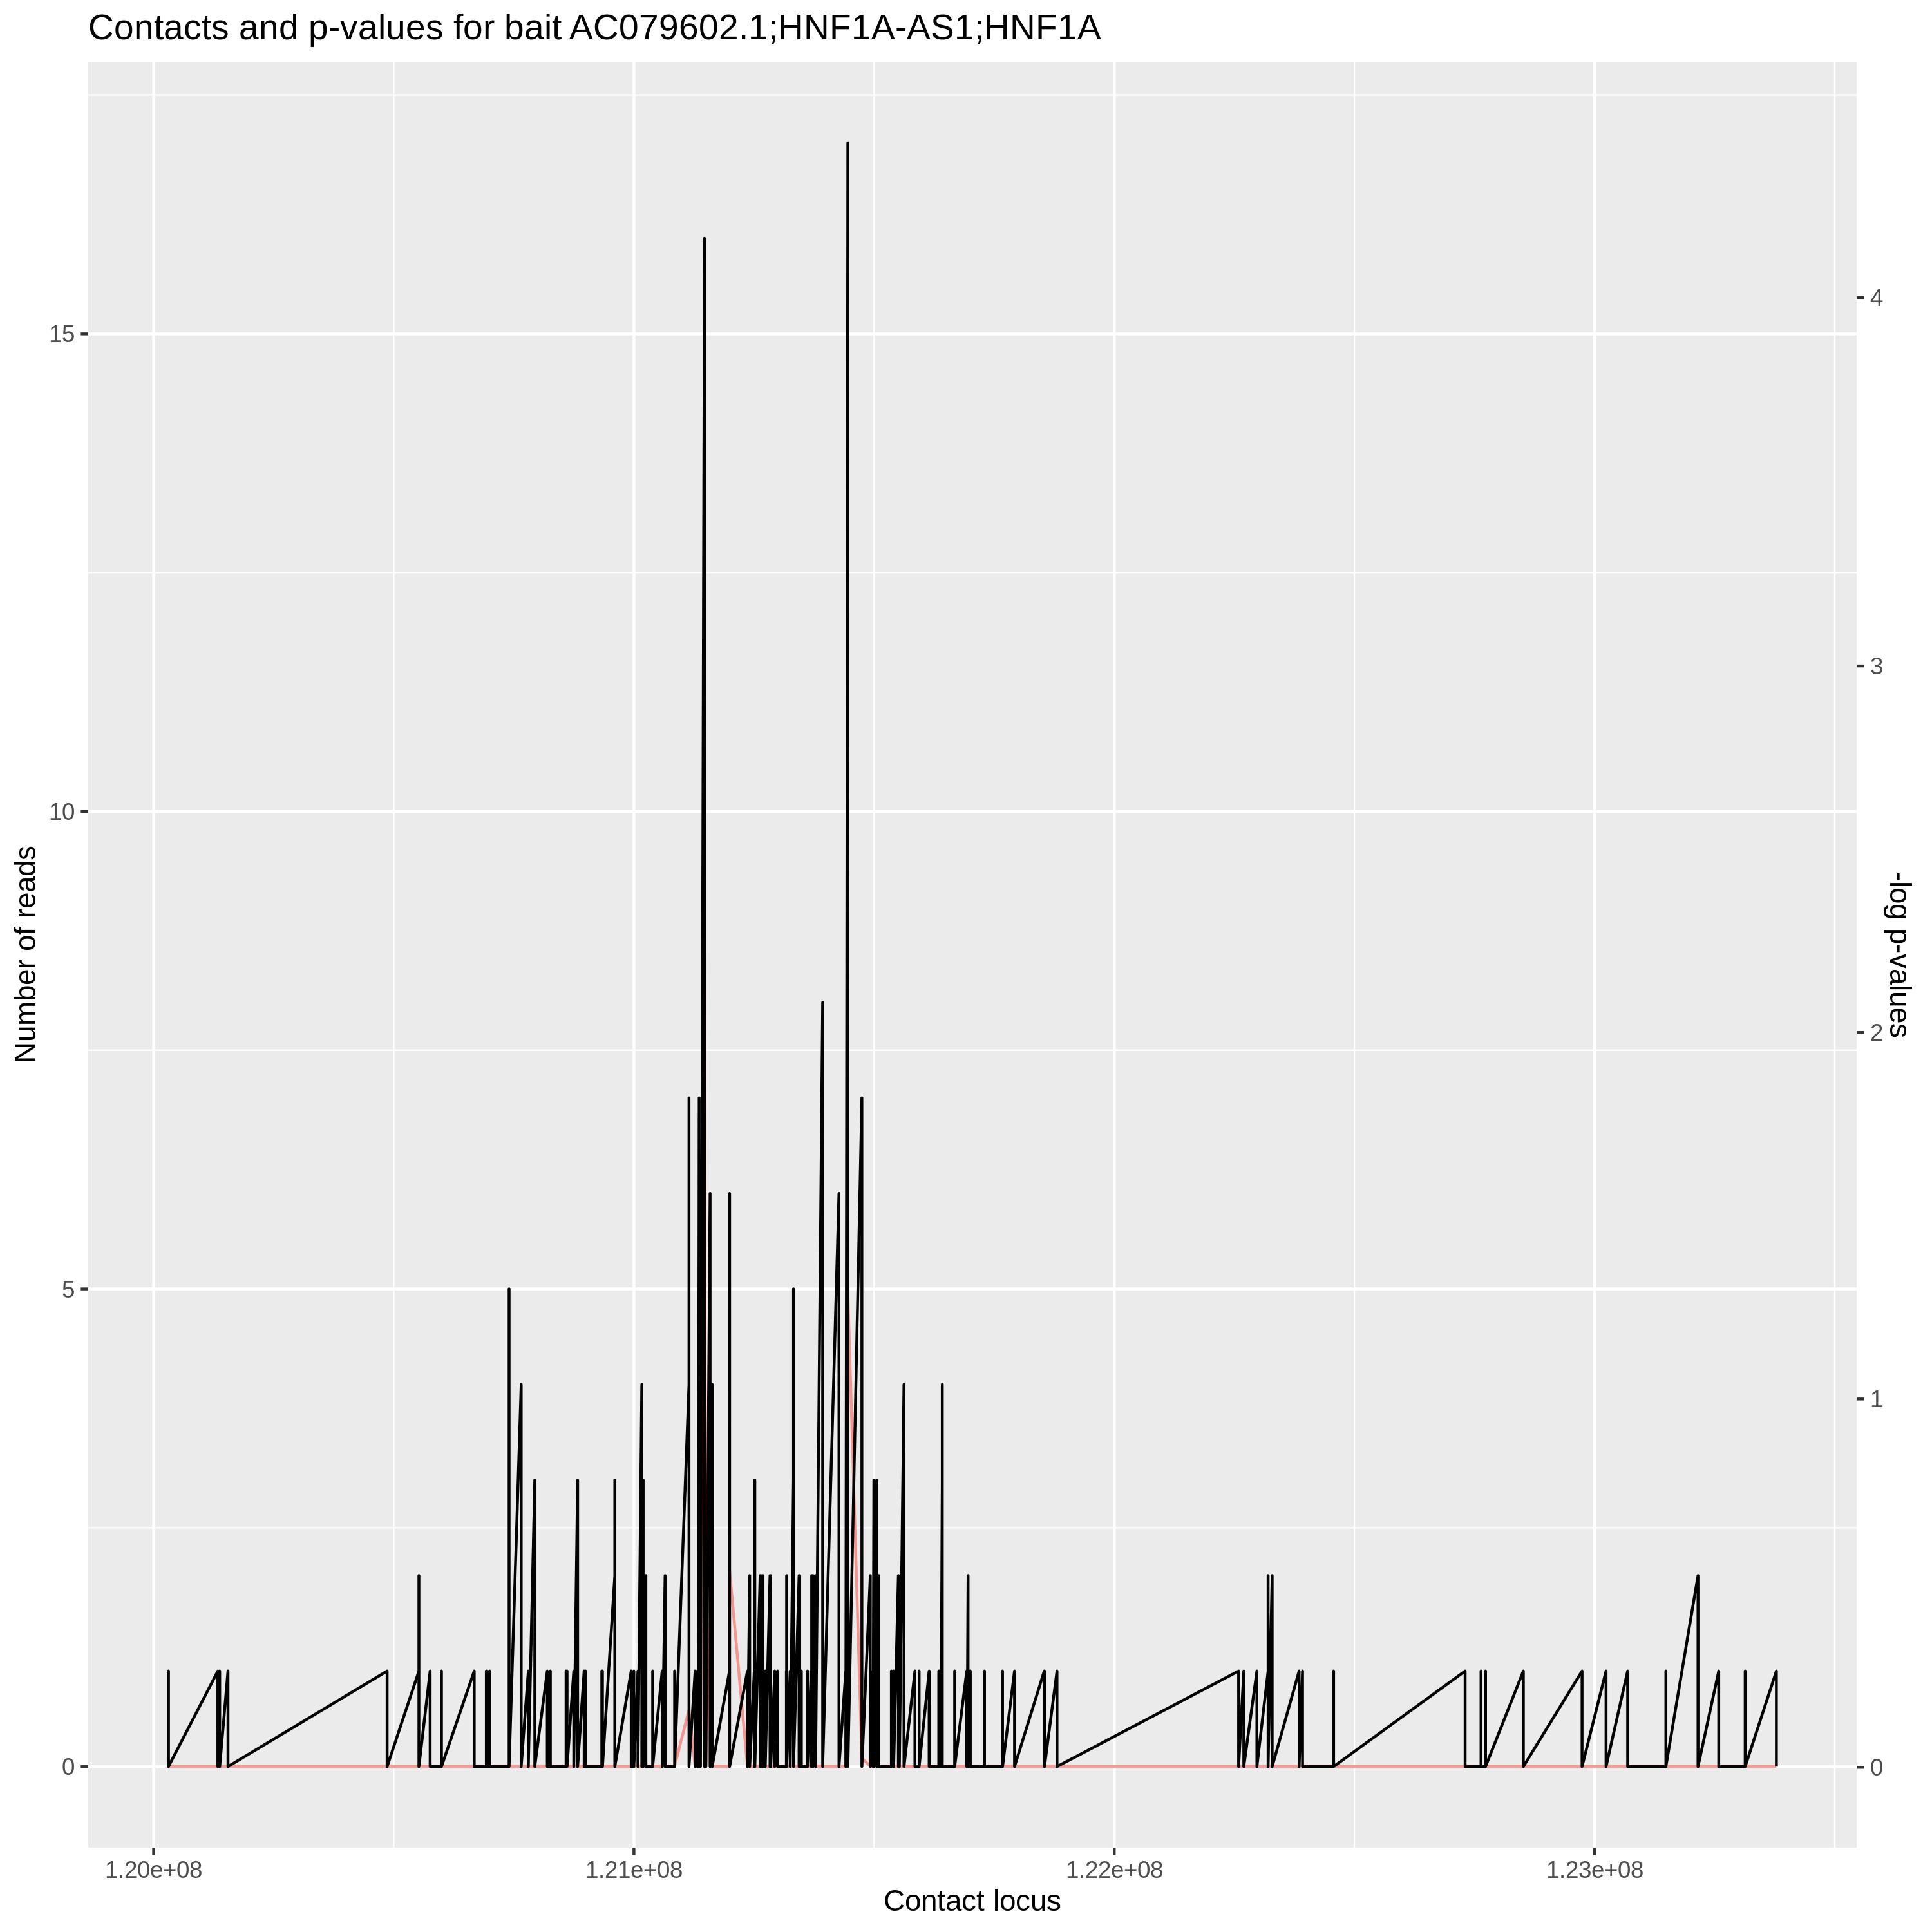 Contacts and p-values for bait AC079602.1;HNF1A-AS1;HNF1A
15
10
5
0
Number of reads
4
3
2
1
0
-log p-values
1.20e+08
1.21e+08
1.22e+08
1.23e+08
Contact locus